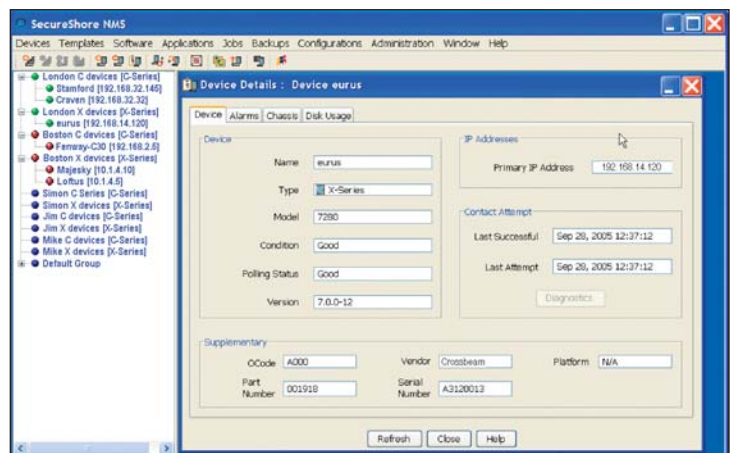 SecureShore NMS
Devices Templates Software Applications Jobs Backups Configurations Administration Window Help
London C devices [C-Series]
Stamford [192.168.32.145]
Craven [192.168.32.32]
London X devices [X-Series]
eurus [192.168.14.120]
Boston C devices [C-Series]
Fenway-C30 [192.168.2.5]
Boston X devices [X-Series]
Majesky [10.1.4.10]
Loftus [10.1.4.5]
Simon C Series [C-Series]
Simon X devices [X-Series]
Jim C devices [C-Series]
Jim X devices [X-Series]
Mike C devices [C-Series]
Mike X devices [X-Series]
Default Group
Device Details : Device eurus
Device Alarms Chassis Disk Usage
Device
Name eurus
Type X-Series
Model 7280
Condition Good
Polling Status Good
Version 7.0.0-12
IP Addresses
Primary IP Address 192.168.14.120
Contact Attempt
Last Successful Sep 28, 2005 12:37:12
Last Attempt Sep 28, 2005 12:37:12
Diagnostics
Supplementary
OCode A000 Vendor Crossbeam Platform N/A
Part Number 001918 Serial Number A3120013
Refresh Close Help